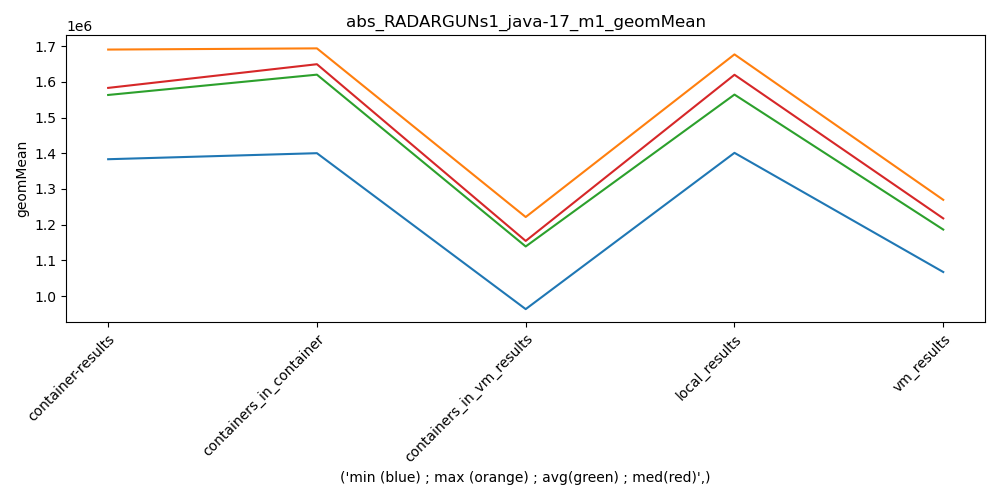 abs_RADARGUNs1_java-17_m1_geomMean
1e6
1.7
1.6
1.5
1.4
1.3
1.2
1.1
1.0
geomMean
container-results
containers_in_container
containers_in_vm_results
local_results
vm_results
('min (blue) ; max (orange) ; avg(green) ; med(red)',)